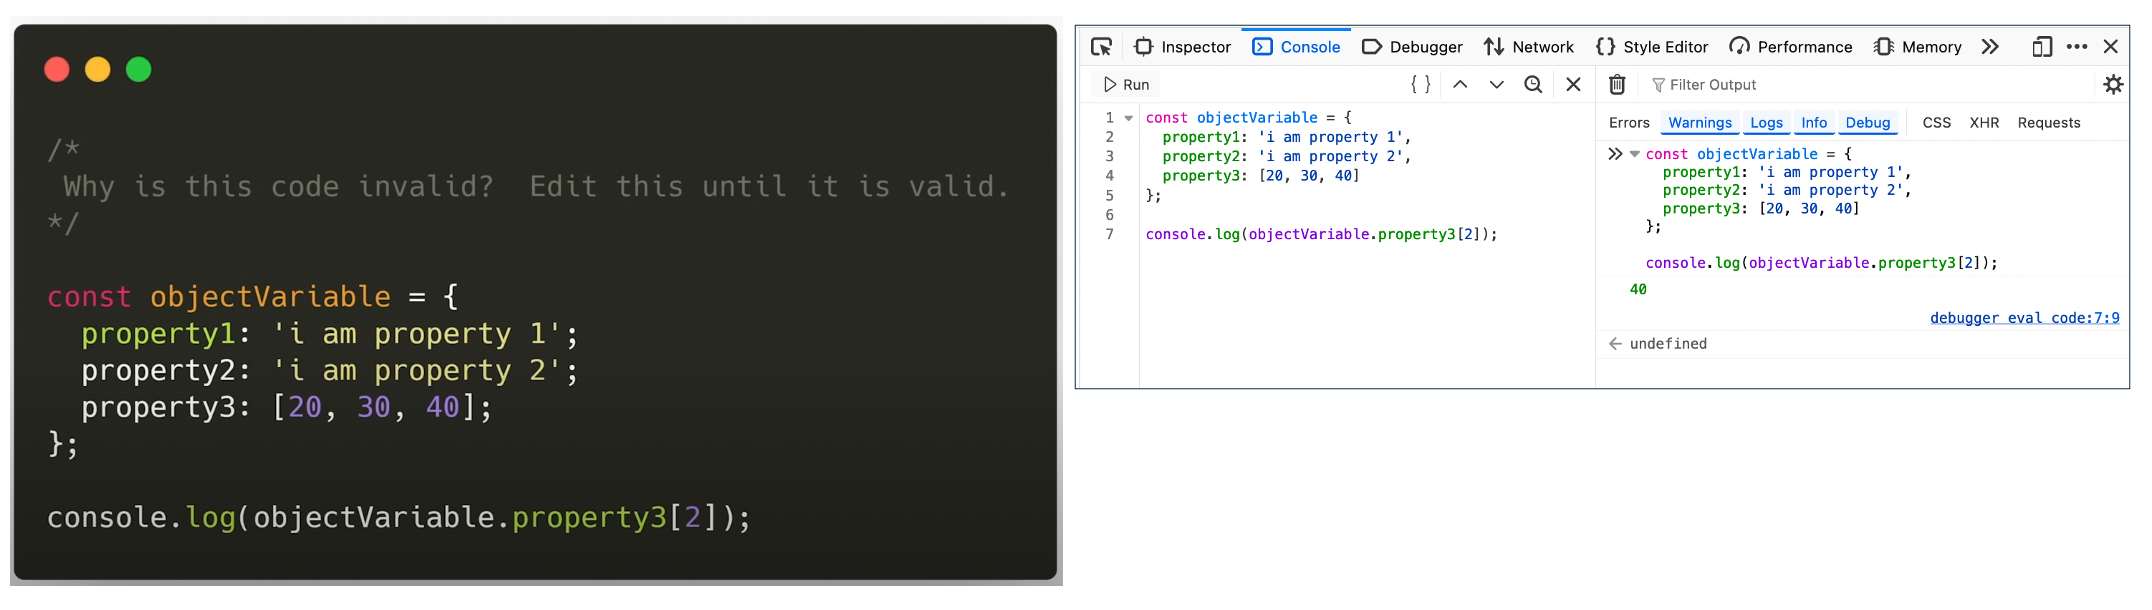 /*
 Why is this code invalid?  Edit this until it is valid.
*/
const objectVariable = {
  property1: 'i am property 1';
  property2: 'i am property 2';
  property3: [20, 30, 40];
};
console.log(objectVariable.property3[2]);
Inspector Console Debugger Network Style Editor Performance Memory
Run
1 const objectVariable = {
2   property1: 'i am property 1',
3   property2: 'i am property 2',
4   property3: [20, 30, 40]
5 };
6
7 console.log(objectVariable.property3[2]);
Filter Output
Errors Warnings Logs Info Debug CSS XHR Requests
const objectVariable = {
  property1: 'i am property 1',
  property2: 'i am property 2',
  property3: [20, 30, 40]
};
console.log(objectVariable.property3[2]);
40
debugger eval code:7:9
undefined